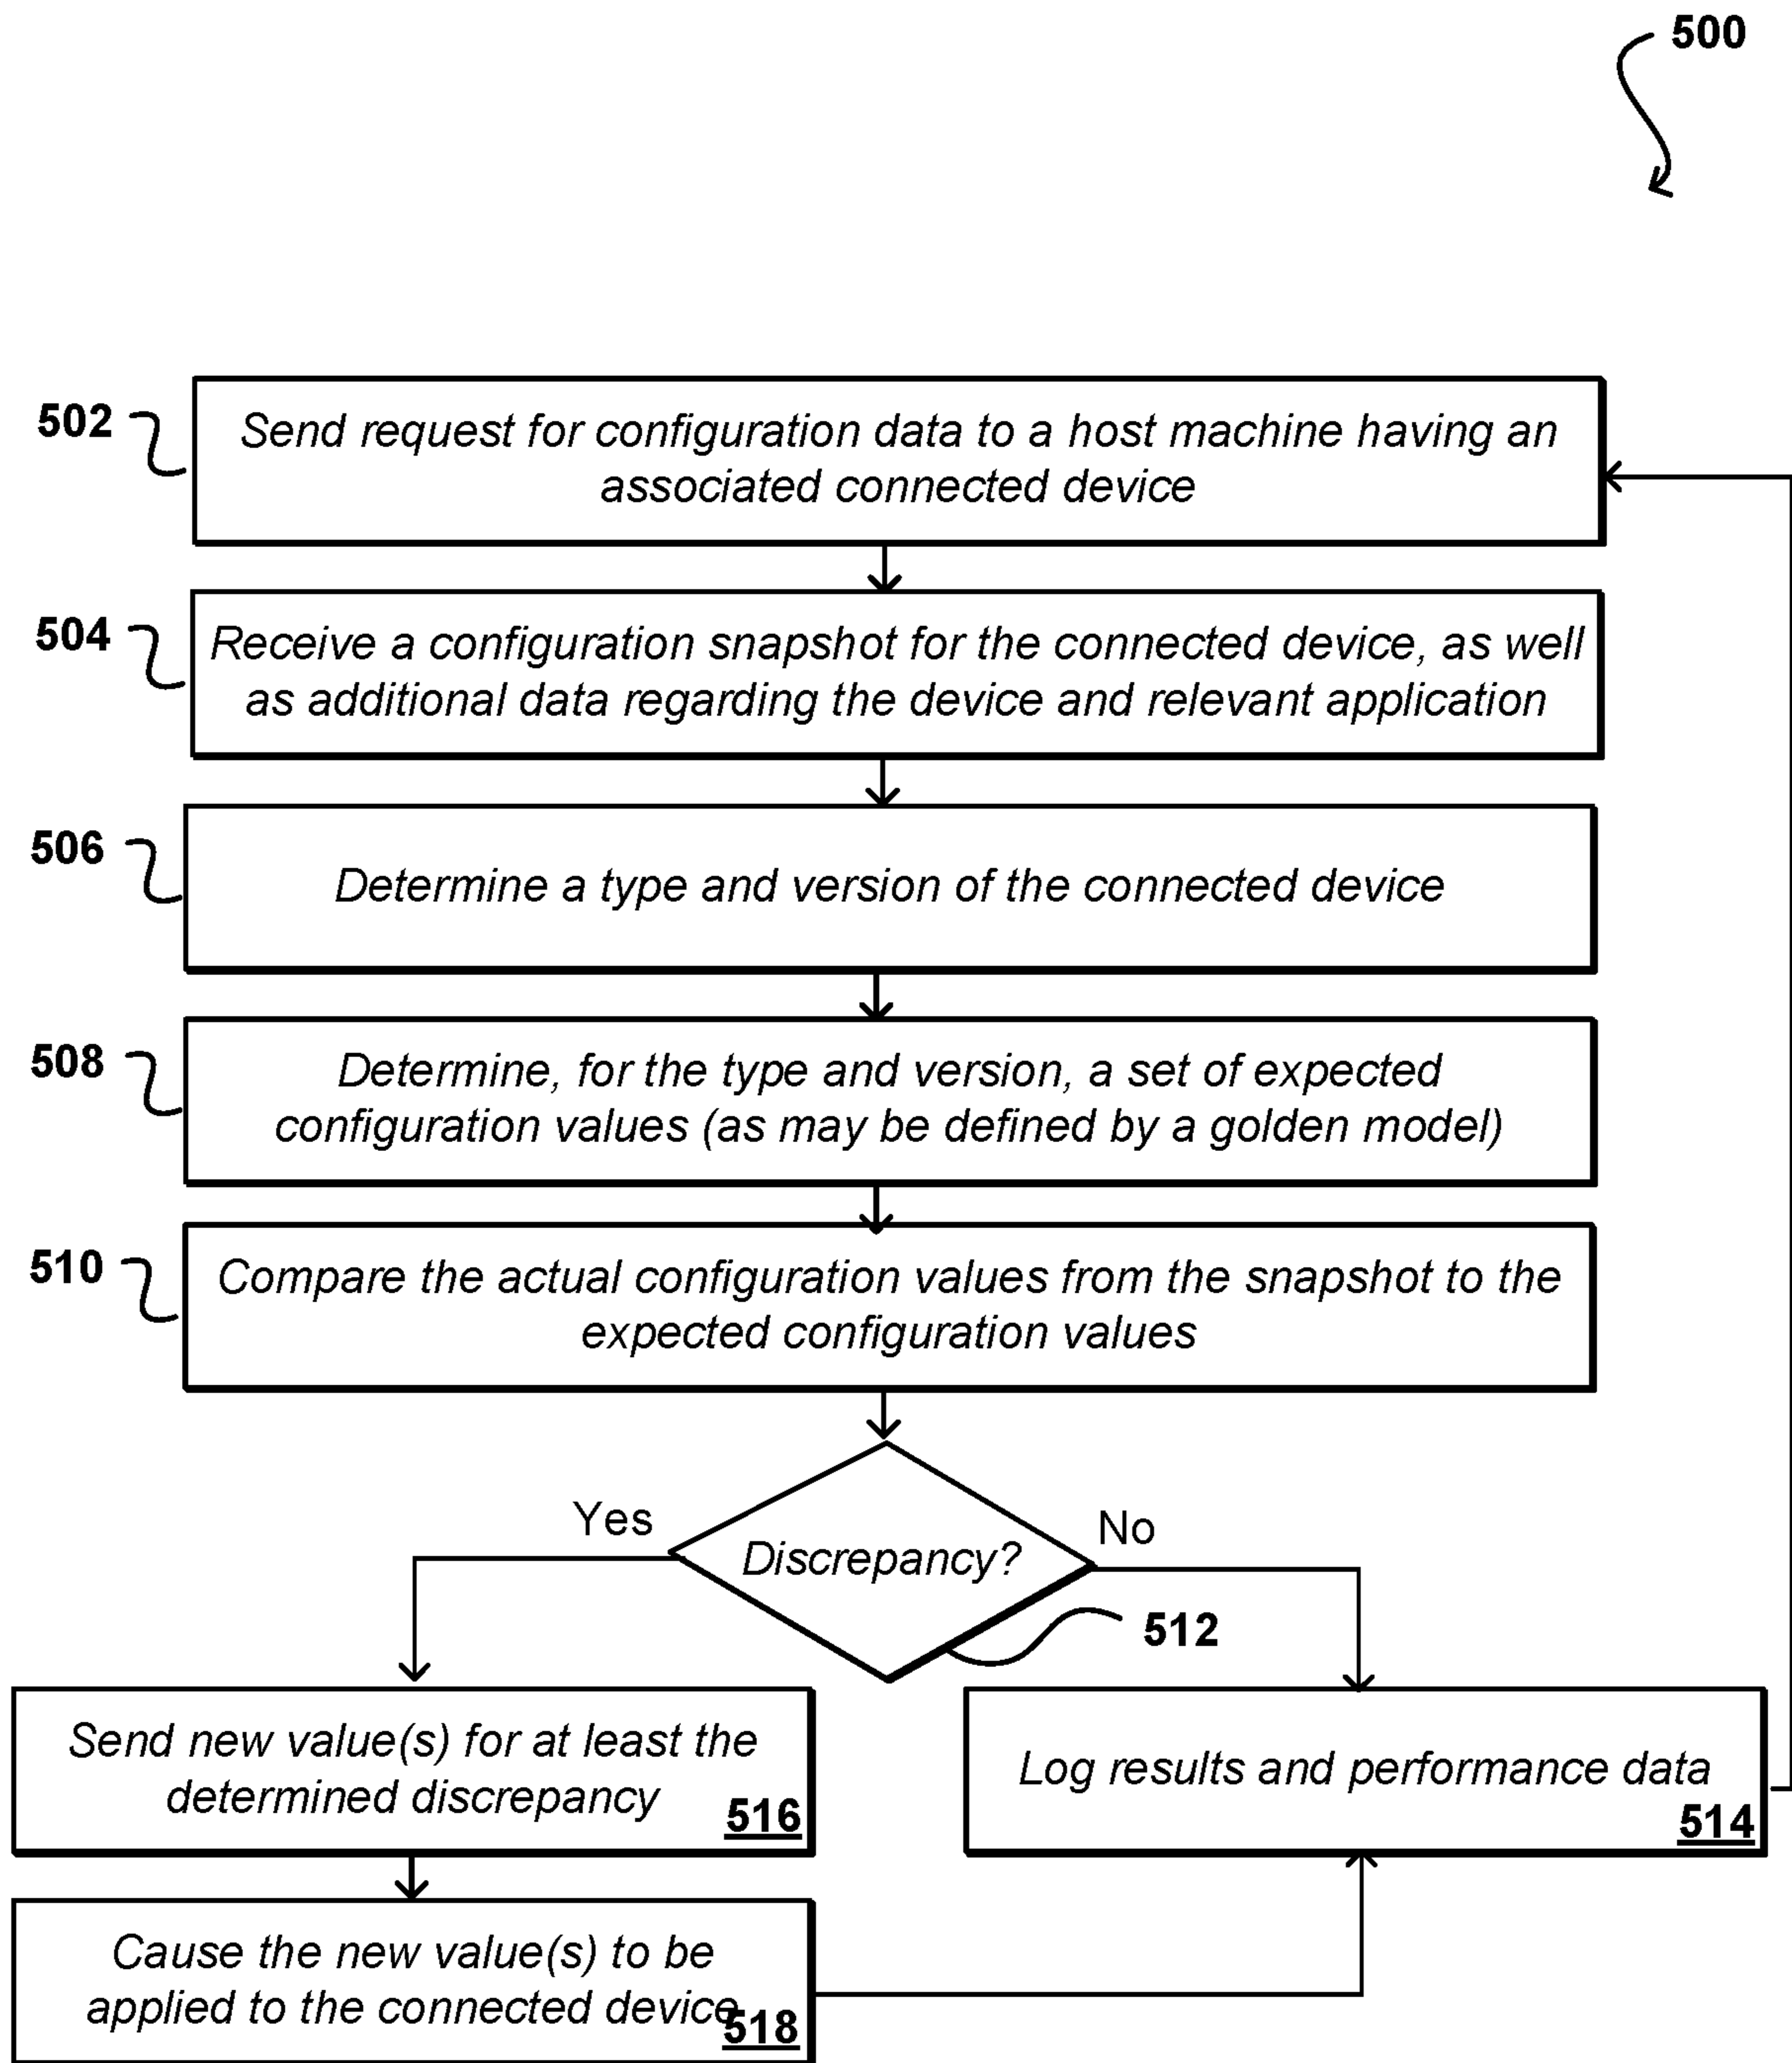 500
502
Send request for configuration data to a host machine having an
associated connected device
504
Receive a configuration snapshot for the connected device, as well
as additional data regarding the device and relevant application
506
Determine a type and version of the connected device
508
Determine, for the type and version, a set of expected
configuration values (as may be defined by a golden model)
510
Compare the actual configuration values from the snapshot to the
expected configuration values
Yes
Discrepancy?
No
512
Send new value(s) for at least the
determined discrepancy
516
Log results and performance data
514
Cause the new value(s) to be
applied to the connected device
518